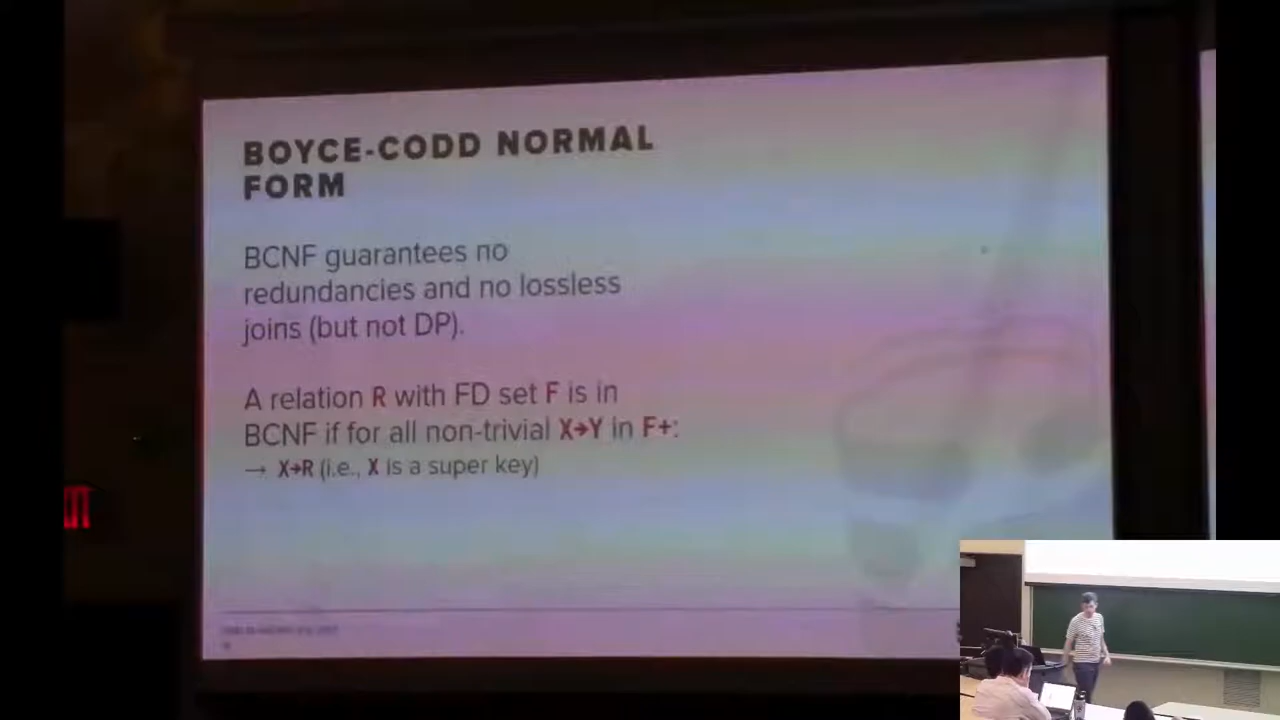 BOYCE-CODD NORMAL
FORM
BCNF guarantees no
redundancies and no lossless
joins (but not DP).
A relation R with FD set F is in
BCNF if for all non-trivial X→Y in F+:
→ X→R (i.e., X is a super key)